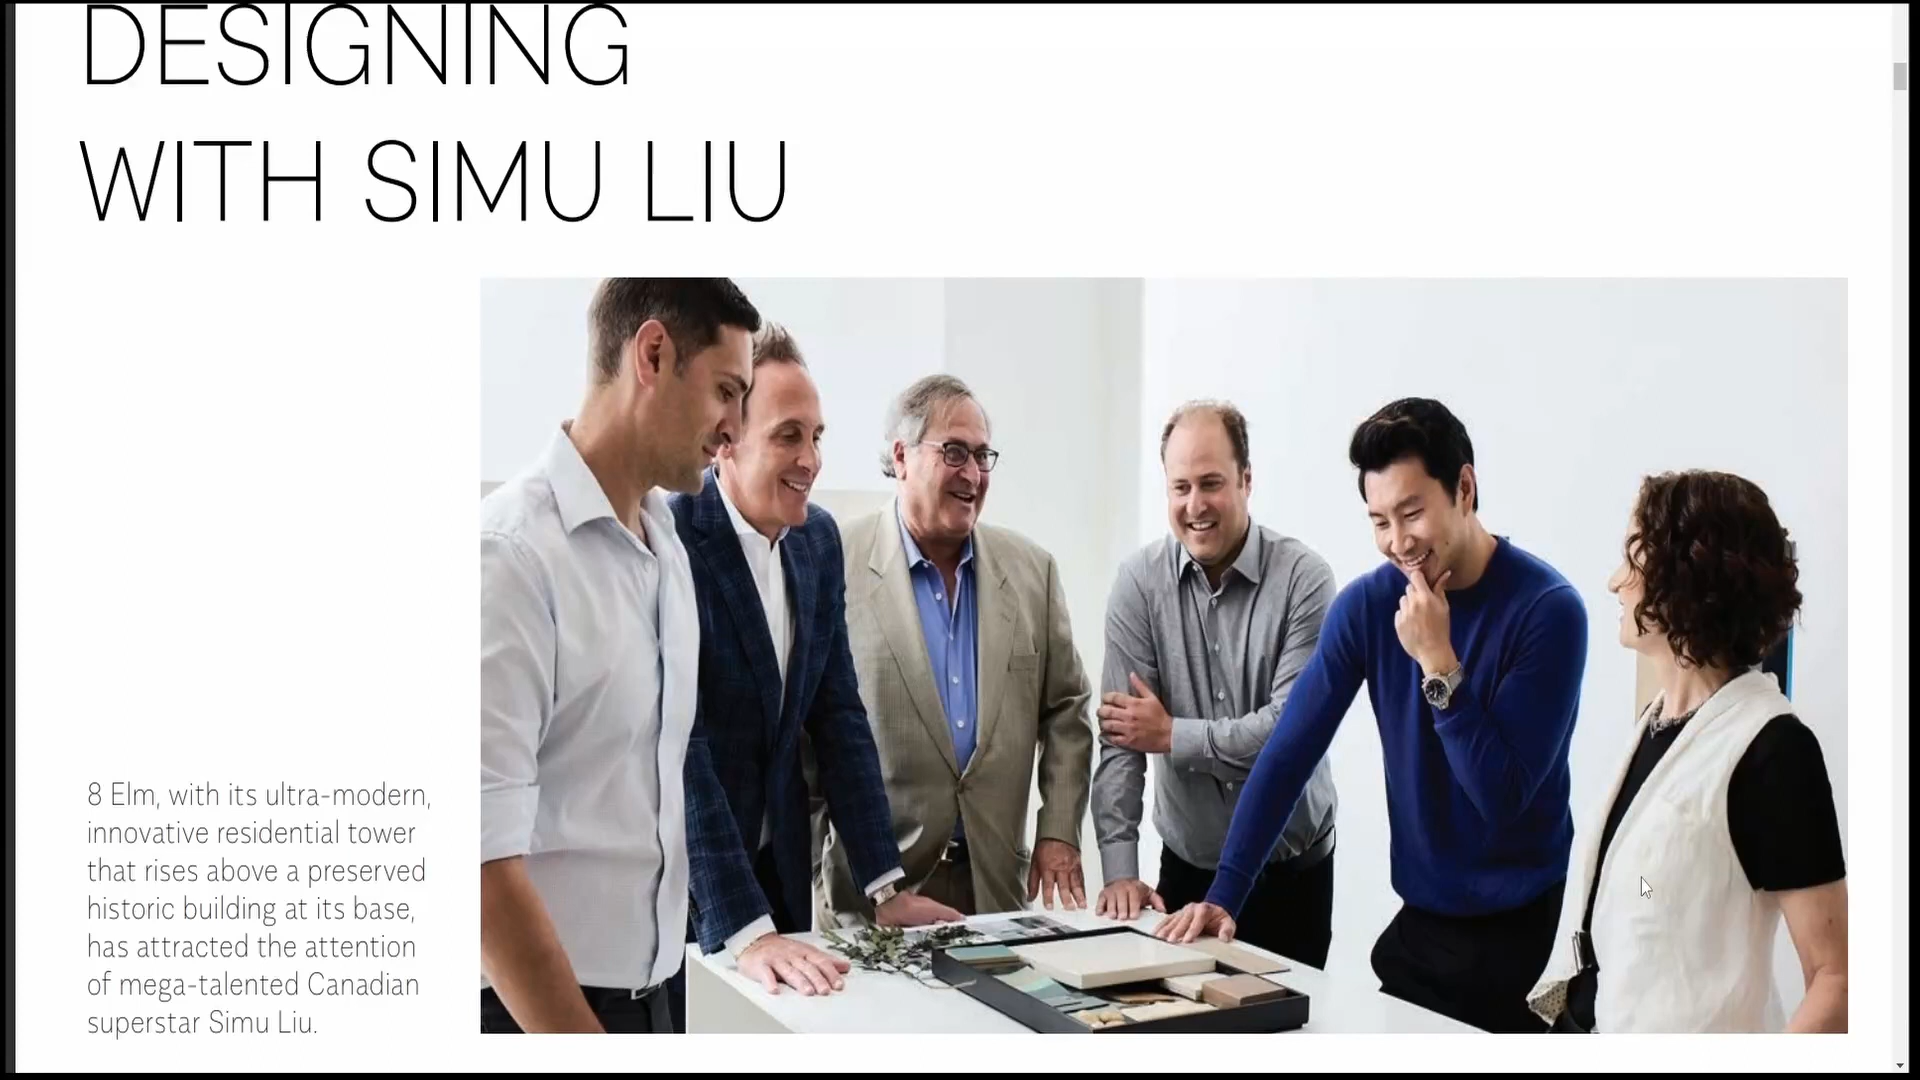 DESIGNING
WITH SIMU LIU
8 Elm, with its ultra-modern,
innovative residential tower
that rises above a preserved
historic building at its base,
has attracted the attention
of mega-talented Canadian
superstar Simu Liu.